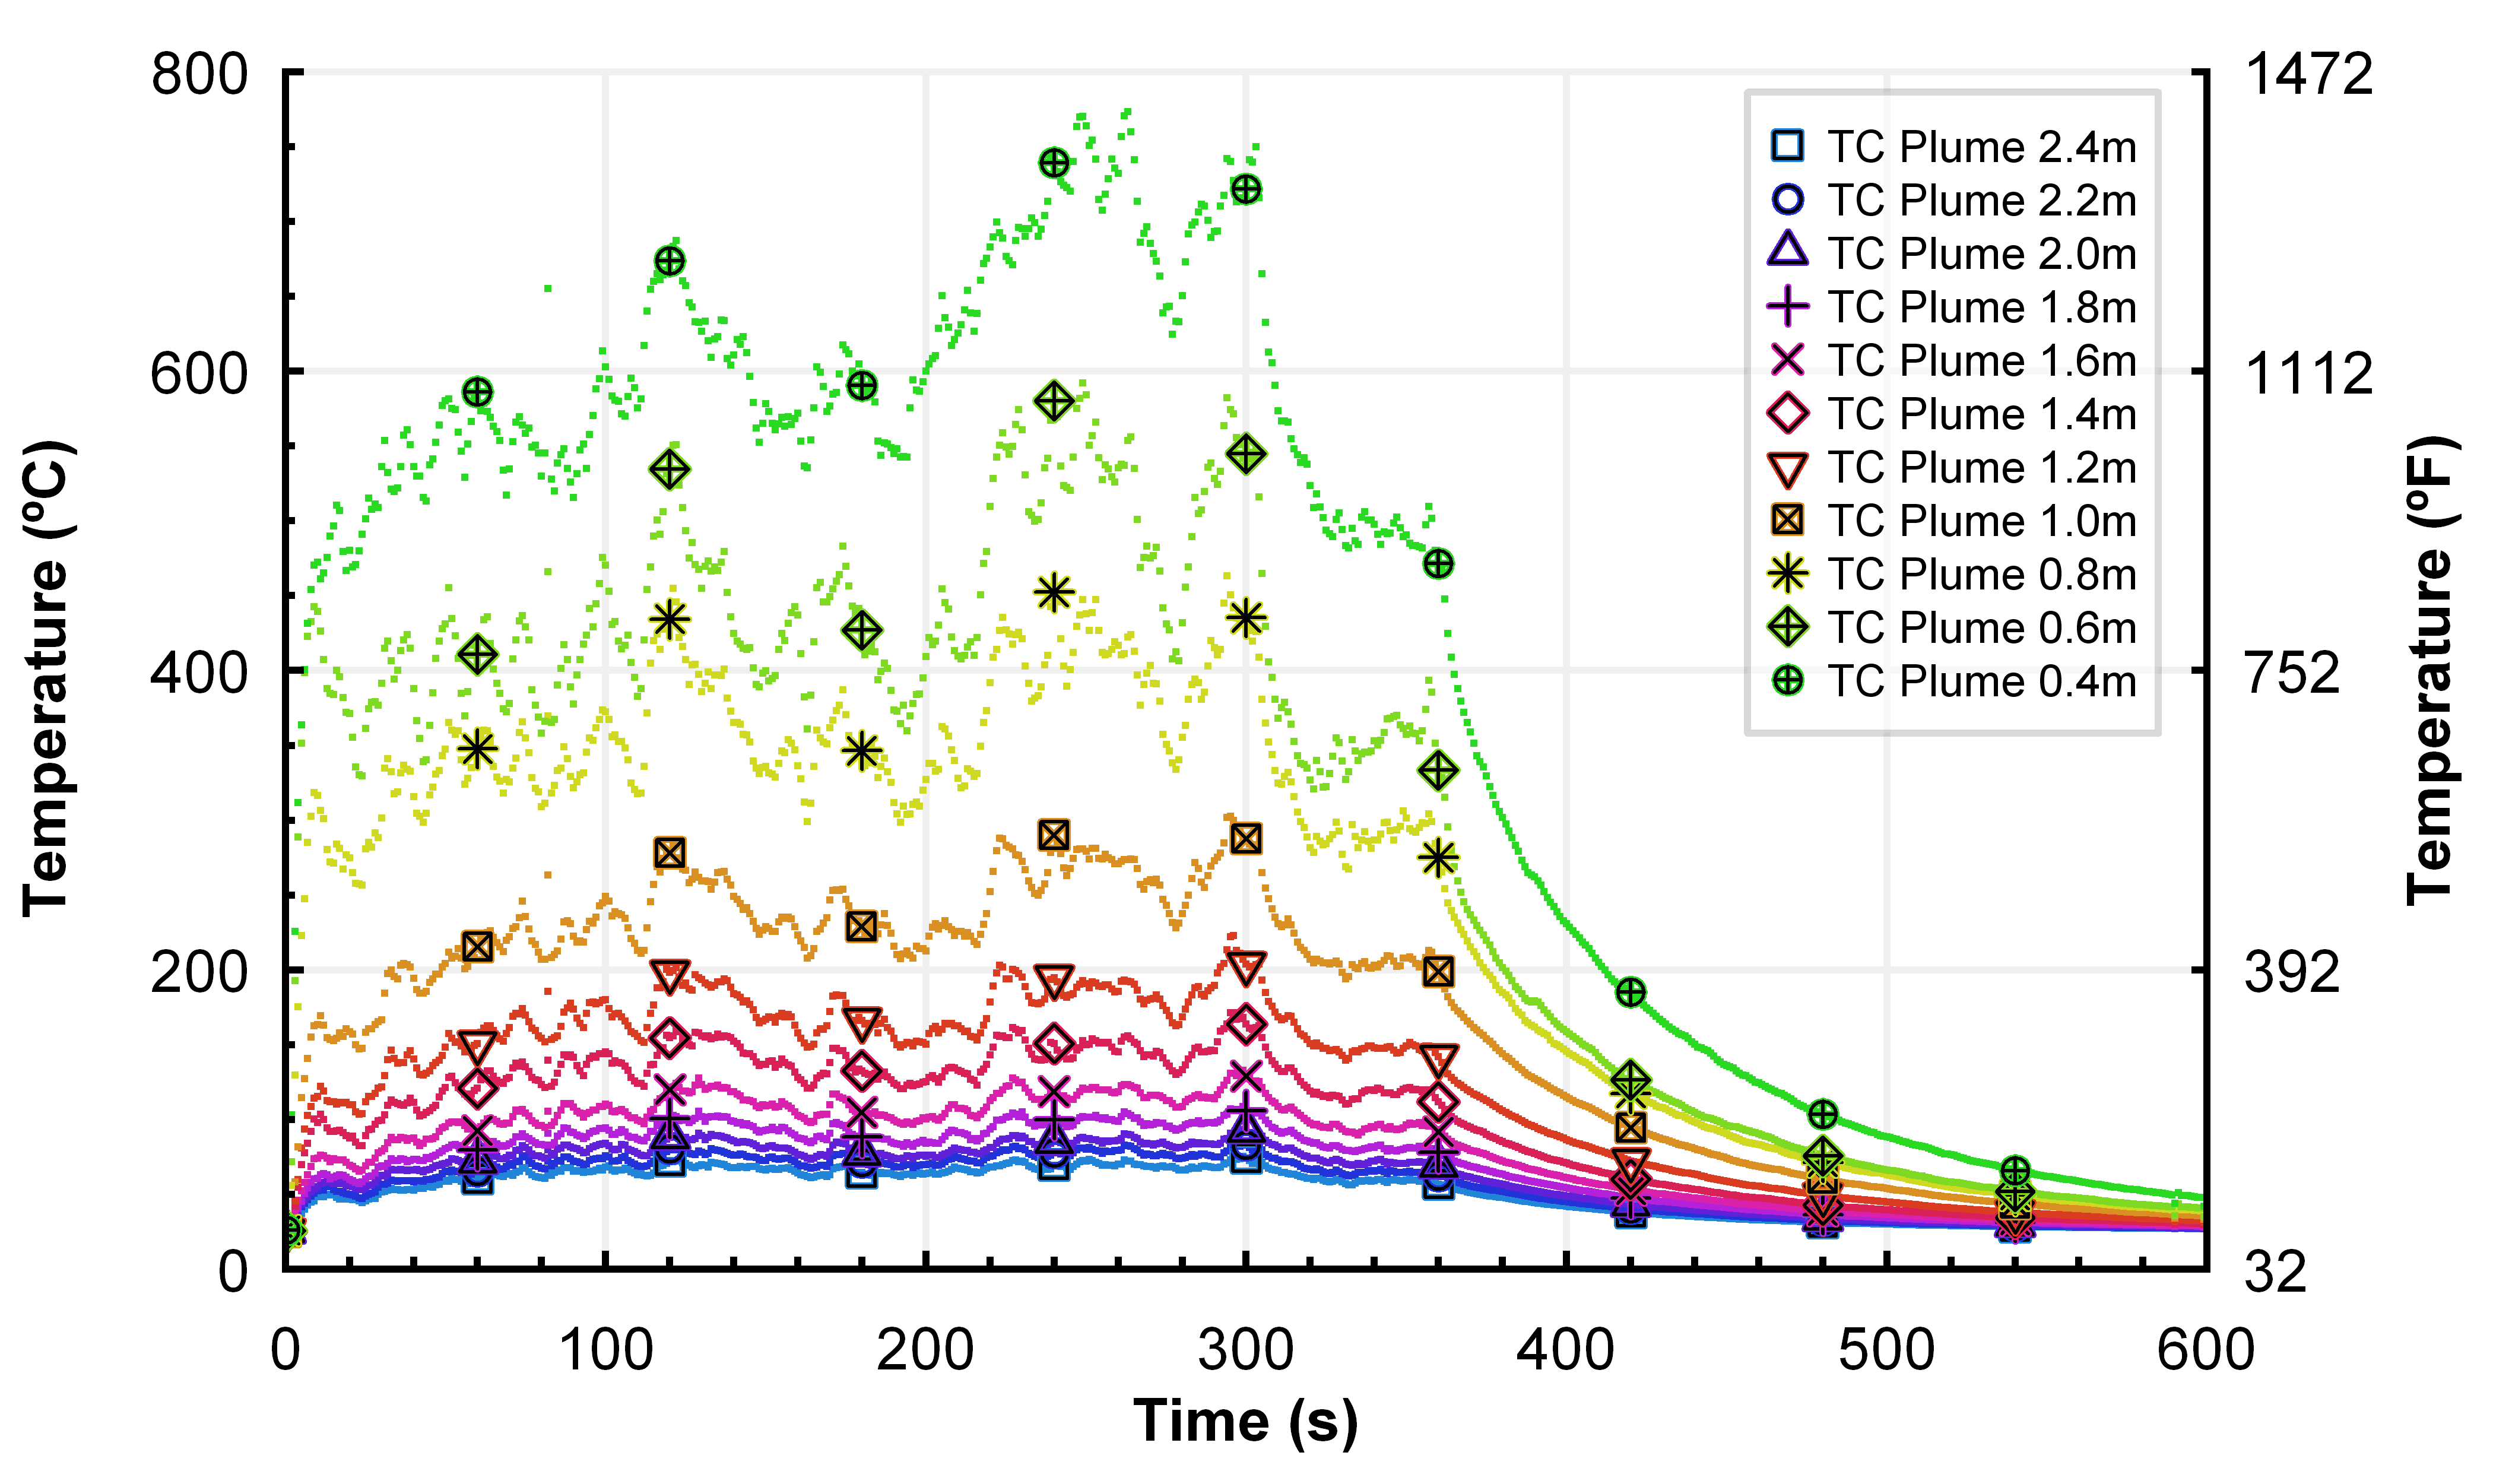 800
600
400
200
0
Temperature (ºC)
1472
1112
752
392
32
Temperature (ºF)
TC Plume 2.4m
TC Plume 2.2m
TC Plume 2.0m
TC Plume 1.8m
TC Plume 1.6m
TC Plume 1.4m
TC Plume 1.2m
TC Plume 1.0m
TC Plume 0.8m
TC Plume 0.6m
TC Plume 0.4m
0 100 200 300 400 500 600
Time (s)